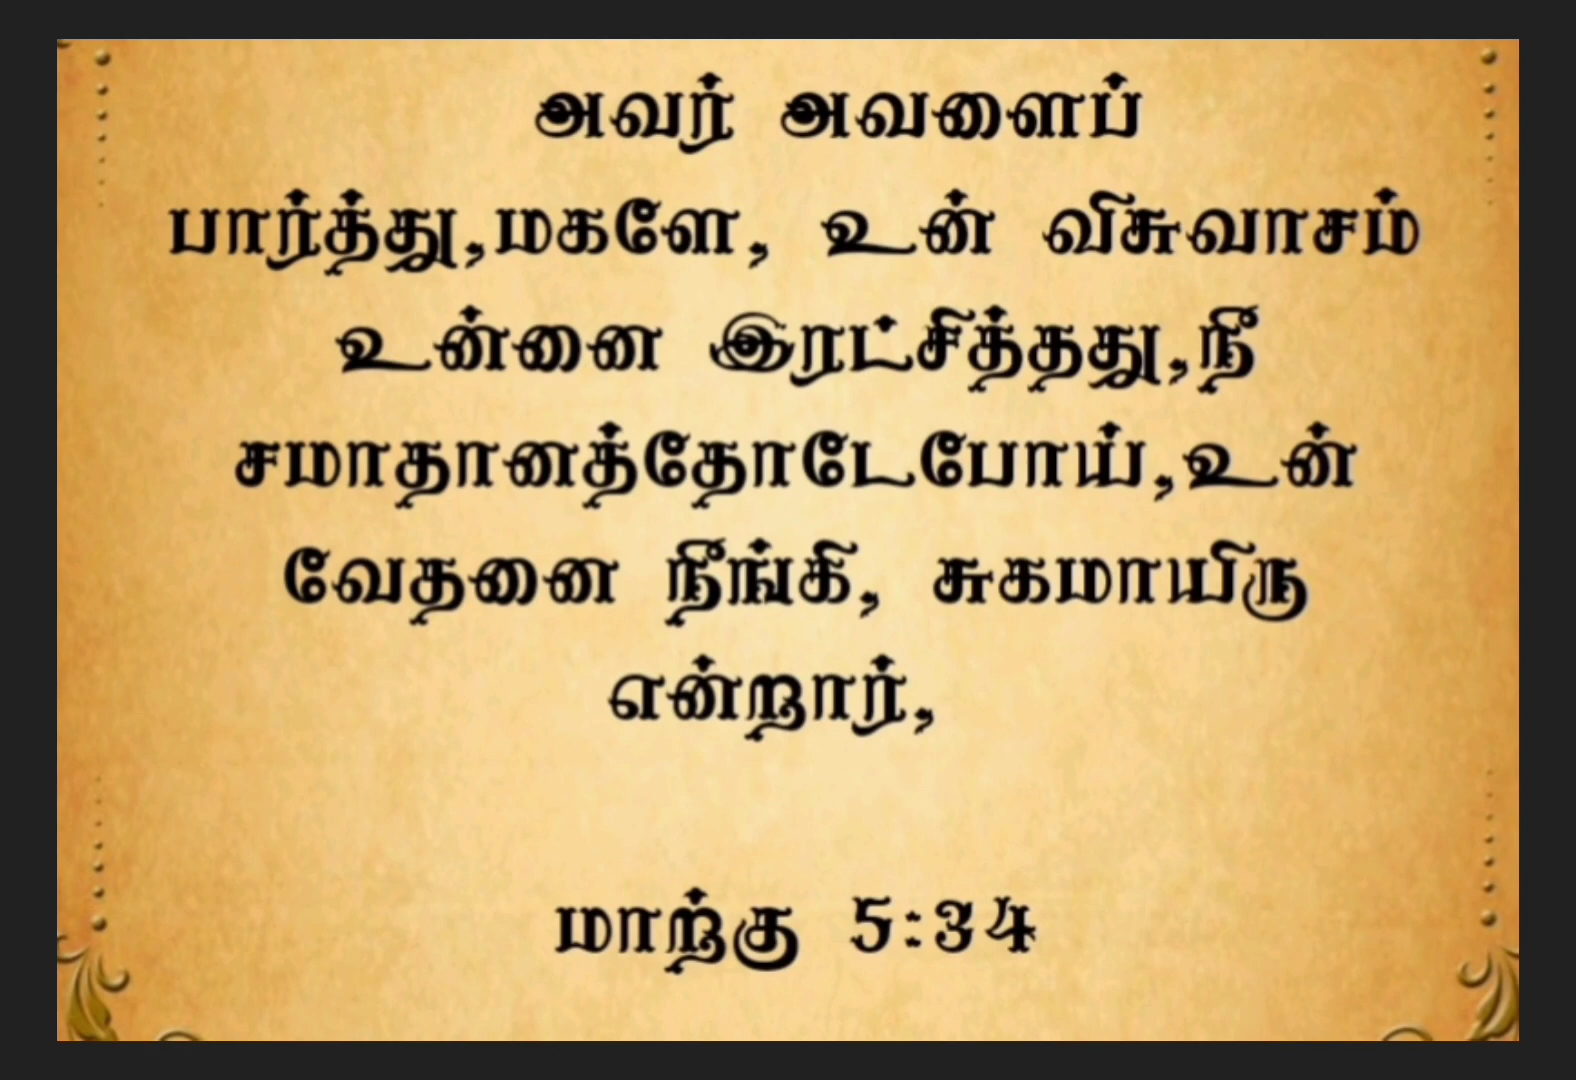 அவர் அவளைப்
பார்த்து,மகளே, உன் விசுவாசம்
உன்னை இரட்சித்தது,நீ
சமாதானத்தோடேபோய்,உன்
வேதனை நீங்கி, சுகமாயிரு
என்றார்,
மாற்கு 5:34